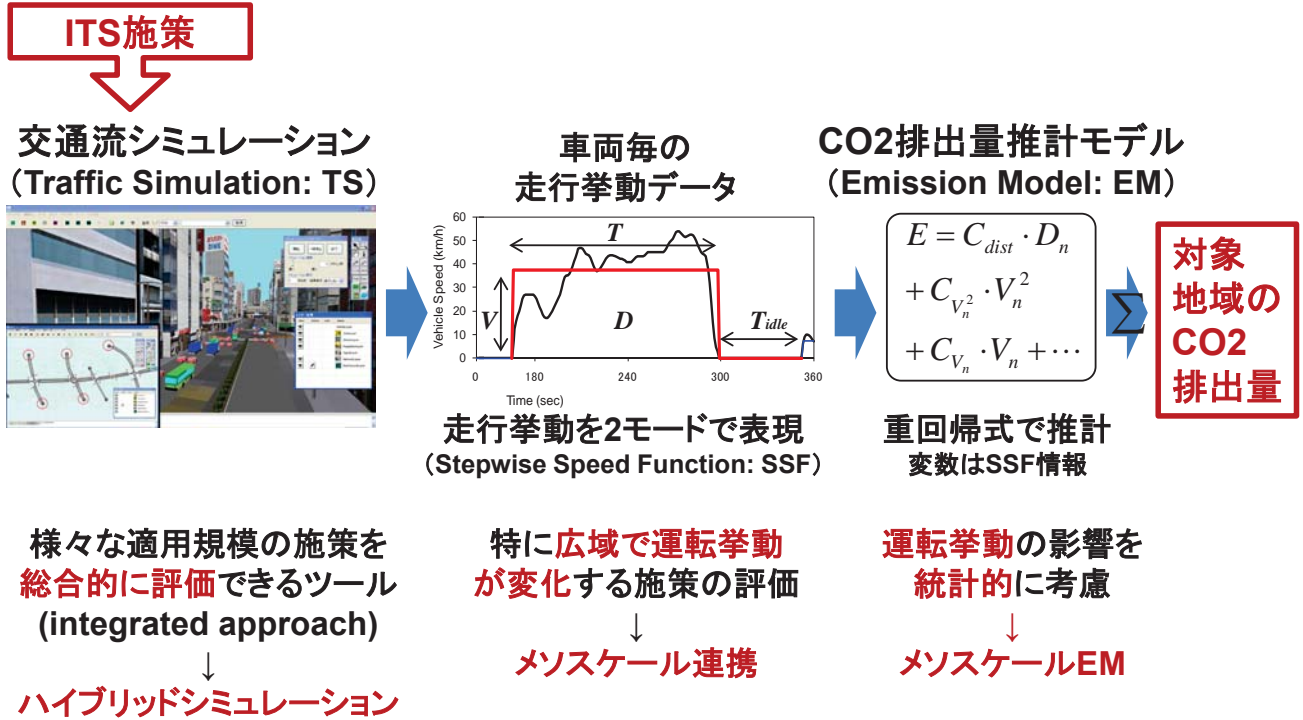 ITS施策
交通流シミュレーション
(Traffic Simulation: TS)
車両毎の
走行挙動データ
Vehicle Speed (km/h)
60
50
40
30
20
10
0
T
V
D
Tidle
0 180 240 300 360
Time (sec)
走行挙動を2モードで表現
(Stepwise Speed Function: SSF)
CO2排出量推計モデル
(Emission Model: EM)
E = C_dist · D_n
+ C_{V_n^2} · V_n^2
+ C_{V_n} · V_n + ⋯
重回帰式で推計
変数はSSF情報
Σ
対象
地域の
CO2
排出量
様々な適用規模の施策を
総合的に評価できるツール
(integrated approach)
↓
ハイブリッドシミュレーション
特に広域で運転挙動
が変化する施策の評価
↓
メソスケール連携
運転挙動の影響を
統計的に考慮
↓
メソスケールEM